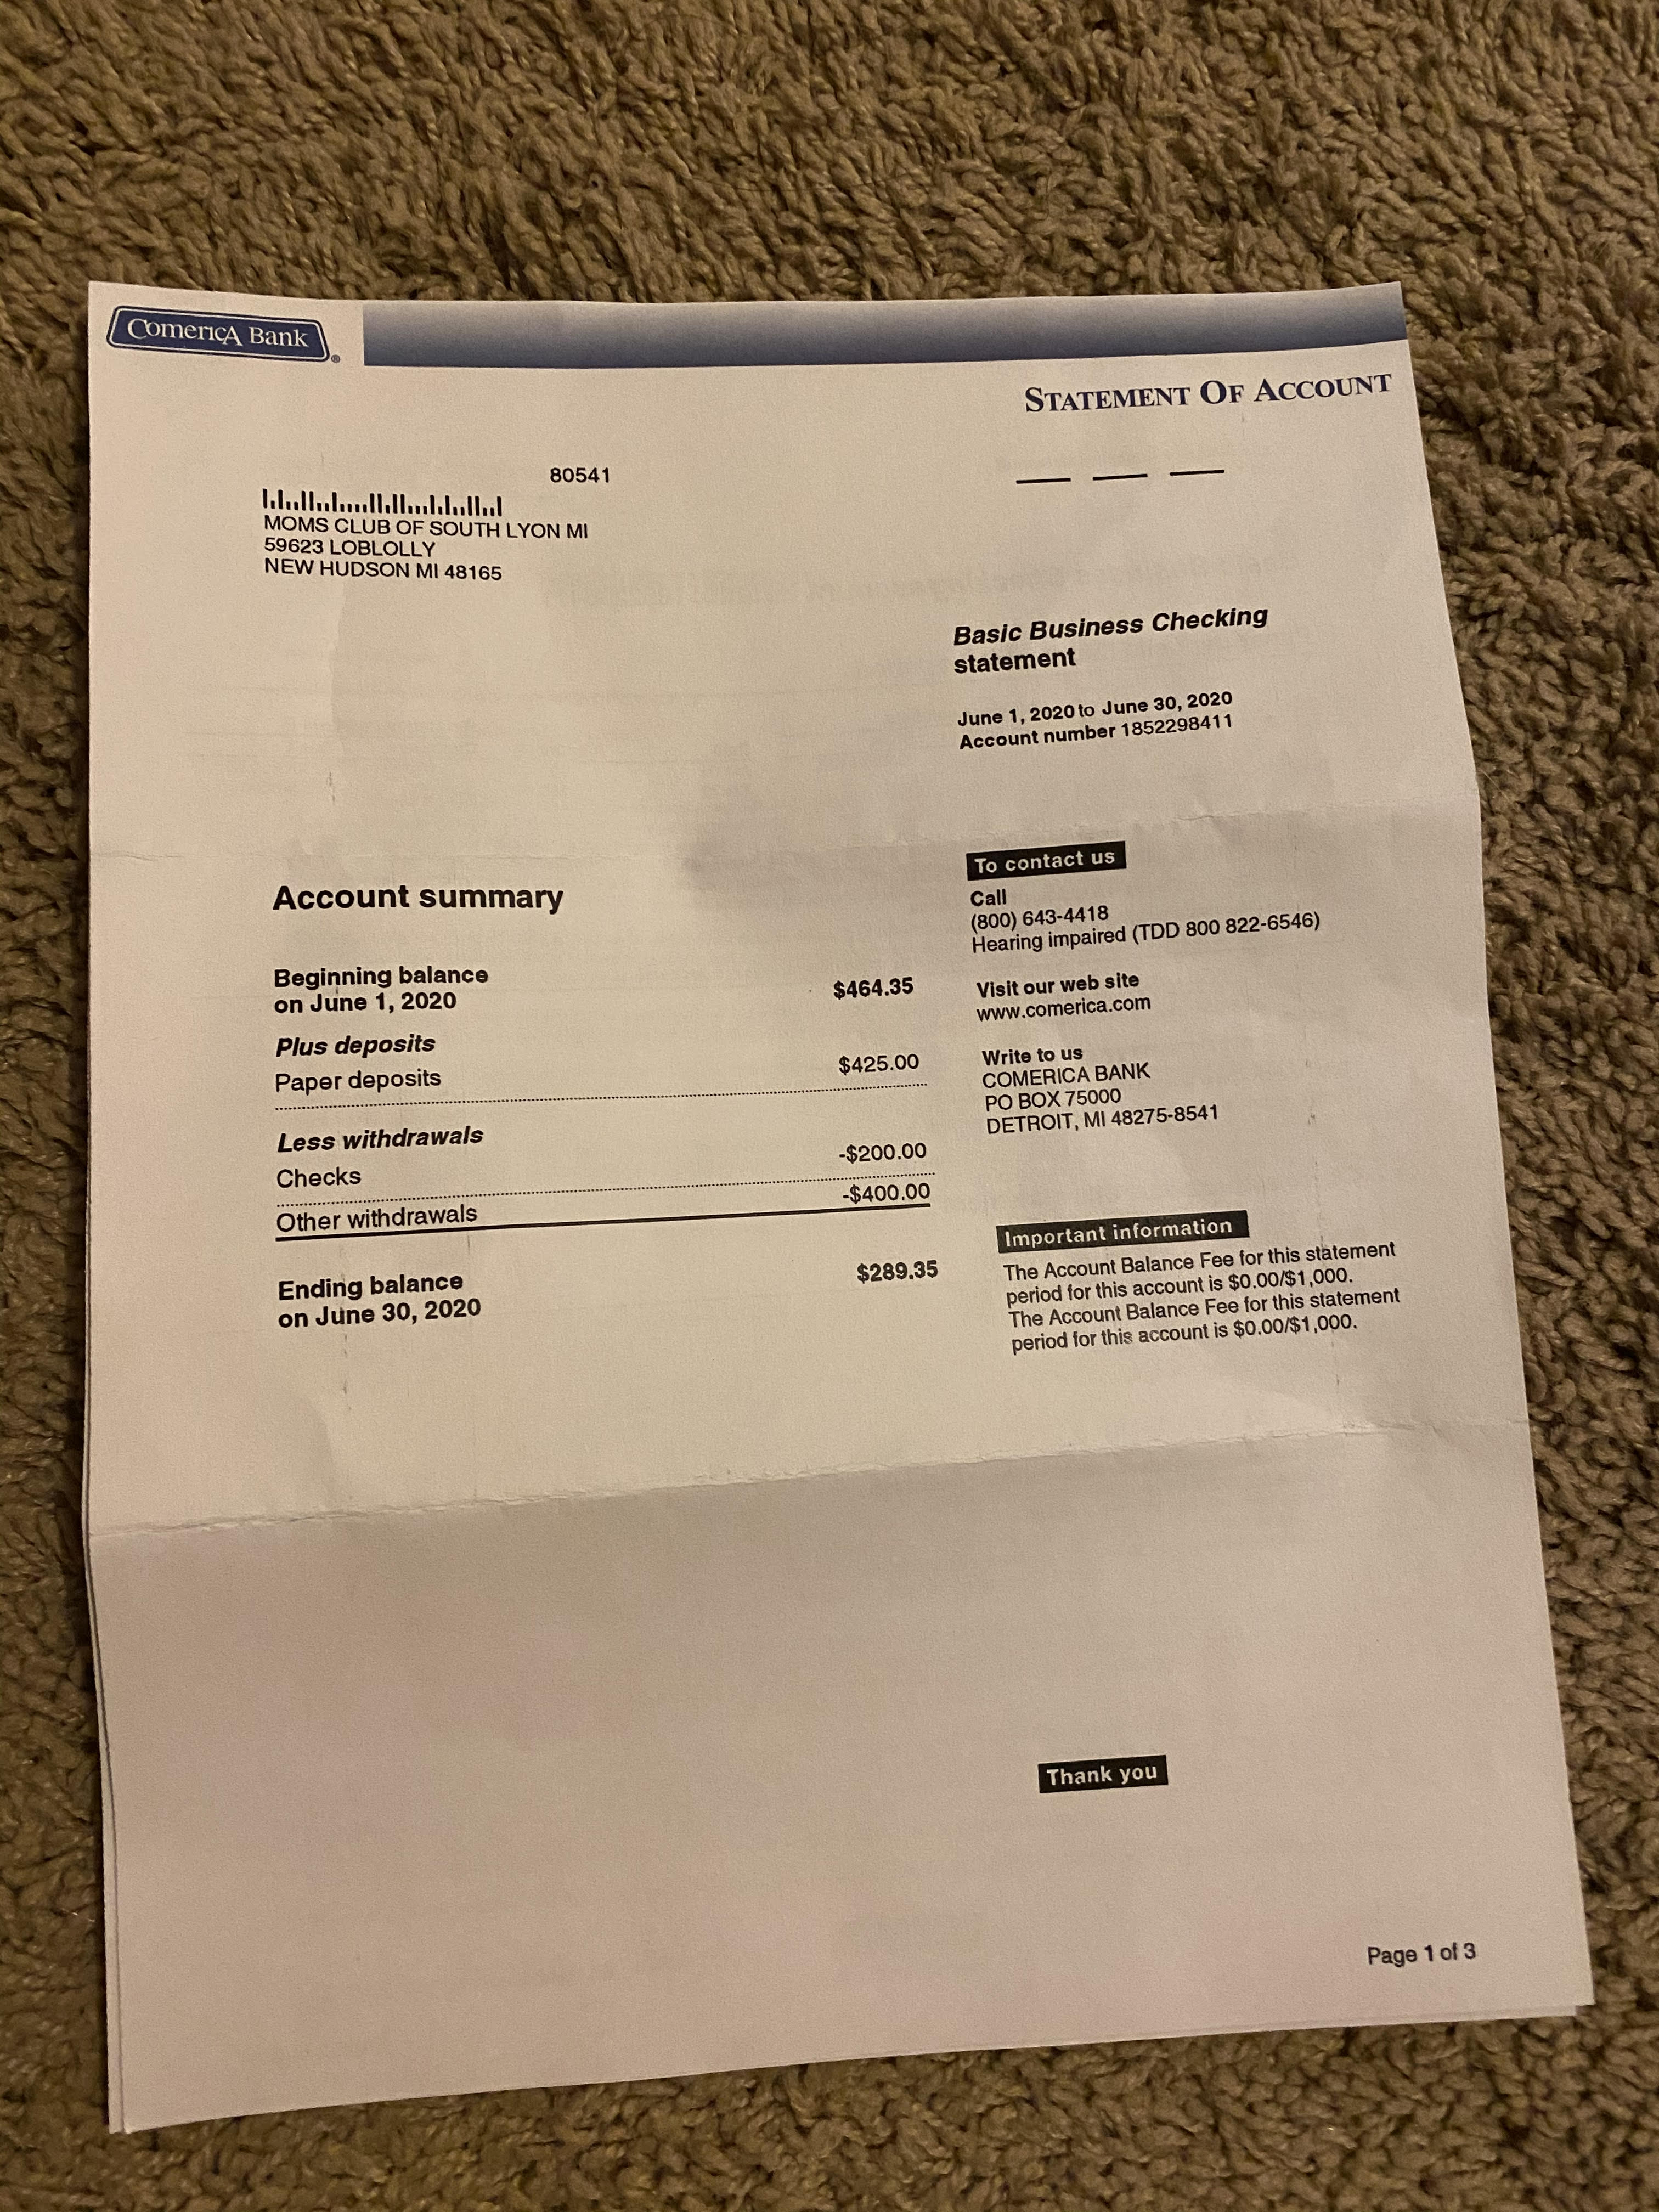 ComericA Bank
STATEMENT OF ACCOUNT
80541
MOMS CLUB OF SOUTH LYON MI
59623 LOBLOLLY
NEW HUDSON MI 48165
Basic Business Checking
statement
June 1, 2020 to June 30, 2020
Account number 1852298411
Account summary
Beginning balance
on June 1, 2020 $464.35
Plus deposits
Paper deposits $425.00
Less withdrawals
Checks -$200.00
Other withdrawals -$400.00
Ending balance
on June 30, 2020 $289.35
To contact us
Call
(800) 643-4418
Hearing impaired (TDD 800 822-6546)
Visit our web site
www.comerica.com
Write to us
COMERICA BANK
PO BOX 75000
DETROIT, MI 48275-8541
Important information
The Account Balance Fee for this statement
period for this account is $0.00/$1,000.
The Account Balance Fee for this statement
period for this account is $0.00/$1,000.
Thank you
Page 1 of 3